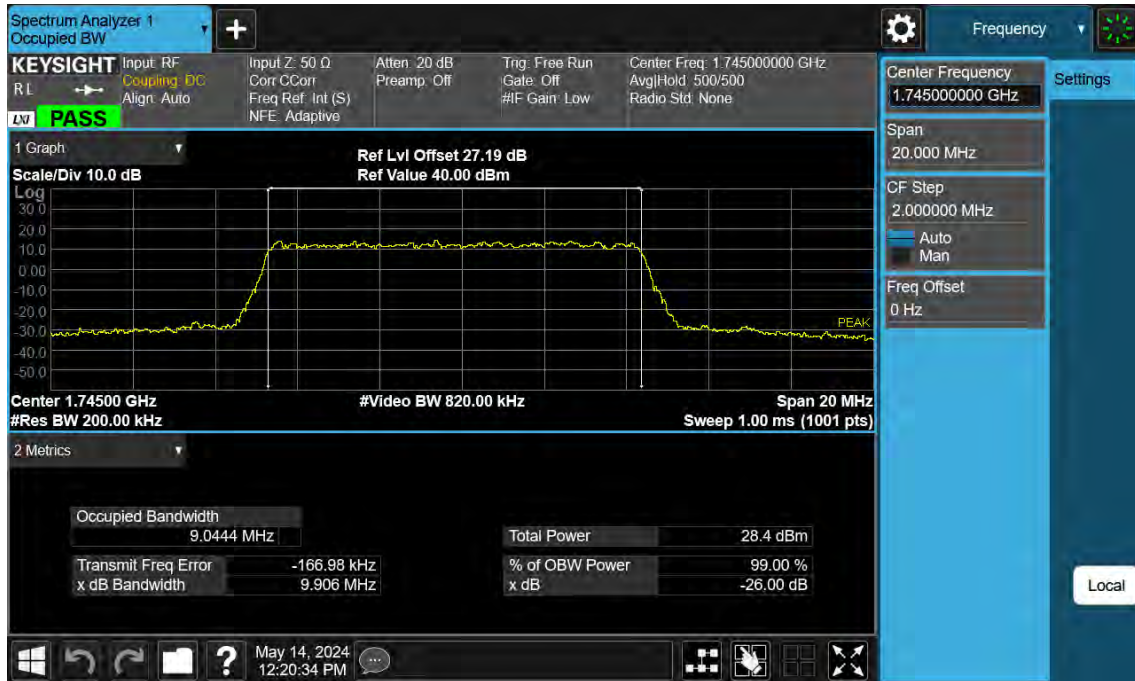 Spectrum Analyzer 1
Occupied BW
Frequency
KEYSIGHT
R L
LXI
PASS
Input: RF
Coupling: DC
Align: Auto
Input Z: 50 Ω
Corr CCorr
Freq Ref: Int (S)
NFE: Adaptive
Atten: 20 dB
Preamp: Off
Trig: Free Run
Gate: Off
#IF Gain: Low
Center Freq: 1.745000000 GHz
Avg|Hold: 500/500
Radio Std: None
Center Frequency
1.745000000 GHz
Settings
Span
20.000 MHz
CF Step
2.000000 MHz
Auto
Man
Freq Offset
0 Hz
Local
1 Graph
Scale/Div 10.0 dB
Ref Lvl Offset 27.19 dB
Ref Value 40.00 dBm
Log
30.0
20.0
10.0
0.00
-10.0
-20.0
-30.0
-40.0
-50.0
PEAK
Center 1.74500 GHz
#Video BW 820.00 kHz
Span 20 MHz
#Res BW 200.00 kHz
Sweep 1.00 ms (1001 pts)
2 Metrics
Occupied Bandwidth
9.0444 MHz
Total Power 28.4 dBm
Transmit Freq Error -166.98 kHz
% of OBW Power 99.00 %
x dB Bandwidth 9.906 MHz
x dB -26.00 dB
May 14, 2024
12:20:34 PM